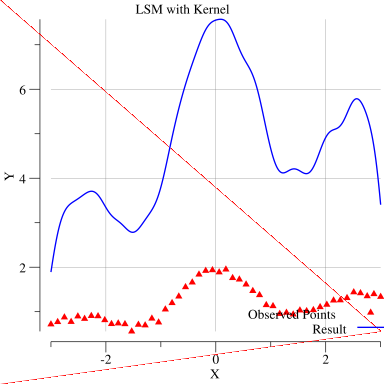 LSM with Kernel
6
Y
4
2
Observed Points
Result
-2
0
2
X